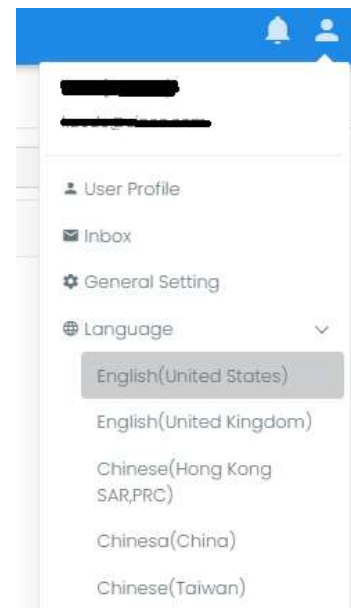 User Profile
Inbox
General Setting
Language
English(United States)
English(United Kingdom)
Chinese(Hong Kong
SAR,PRC)
Chinesa(China)
Chinese(Taiwan)